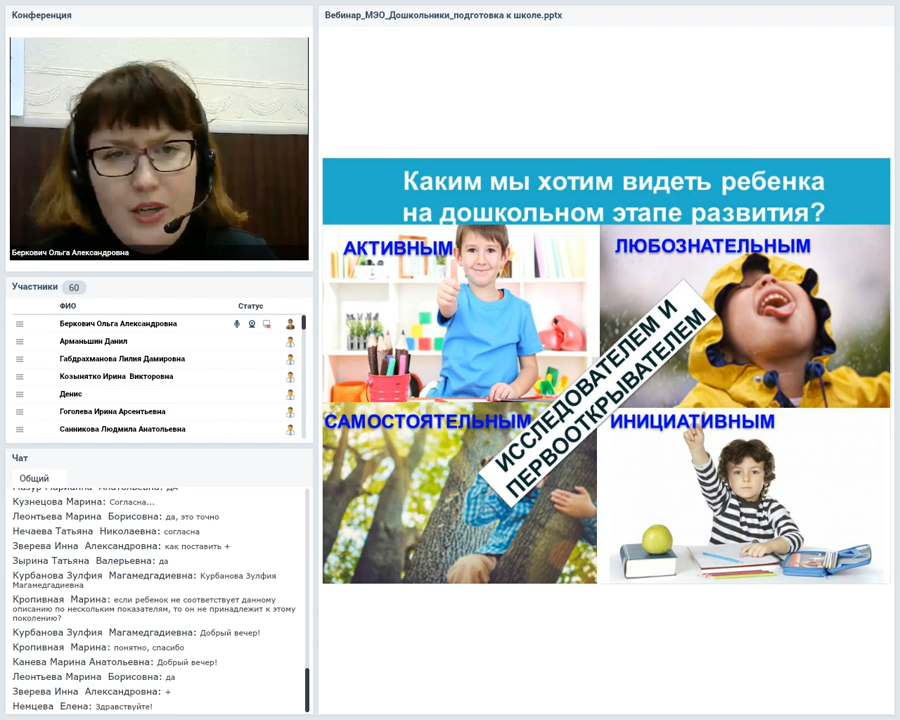 Конференция
Беркович Ольга Александровна
Участники 60
ФИО Статус
Беркович Ольга Александровна
Арманьшин Данил
Габдрахманова Лилия Дамировна
Козынятко Ирина Викторовна
Денис
Гоголева Ирина Арсентьевна
Санникова Людмила Анатольевна
Чат
Общий
Кузнецова Марина: Согласна...
Леонтьева Марина Борисовна: да, это точно
Нечаева Татьяна Николаевна: согласна
Зверева Инна Александровна: как поставить +
Зырина Татьяна Валерьевна: да
Курбанова Зулфия Магамедгадиевна: Курбанова Зулфия
Магамедгадиевна
Кропивная Марина: если ребенок не соответствует данному
описанию по нескольким показателям, то он не принадлежит к этому
поколению?
Курбанова Зулфия Магамедгадиевна: Добрый вечер!
Кропивная Марина: понятно, спасибо
Канева Марина Анатольевна: Добрый вечер!
Леонтьева Марина Борисовна: да
Зверева Инна Александровна: +
Немцева Елена: Здравствуйте!
Вебинар_МЭО_Дошкольники_подготовка к школе.pptx
Каким мы хотим видеть ребенка
на дошкольном этапе развития?
АКТИВНЫМ
ЛЮБОЗНАТЕЛЬНЫМ
ИССЛЕДОВАТЕЛЕМ И
ПЕРВООТКРЫВАТЕЛЕМ
САМОСТОЯТЕЛЬНЫМ
ИНИЦИАТИВНЫМ